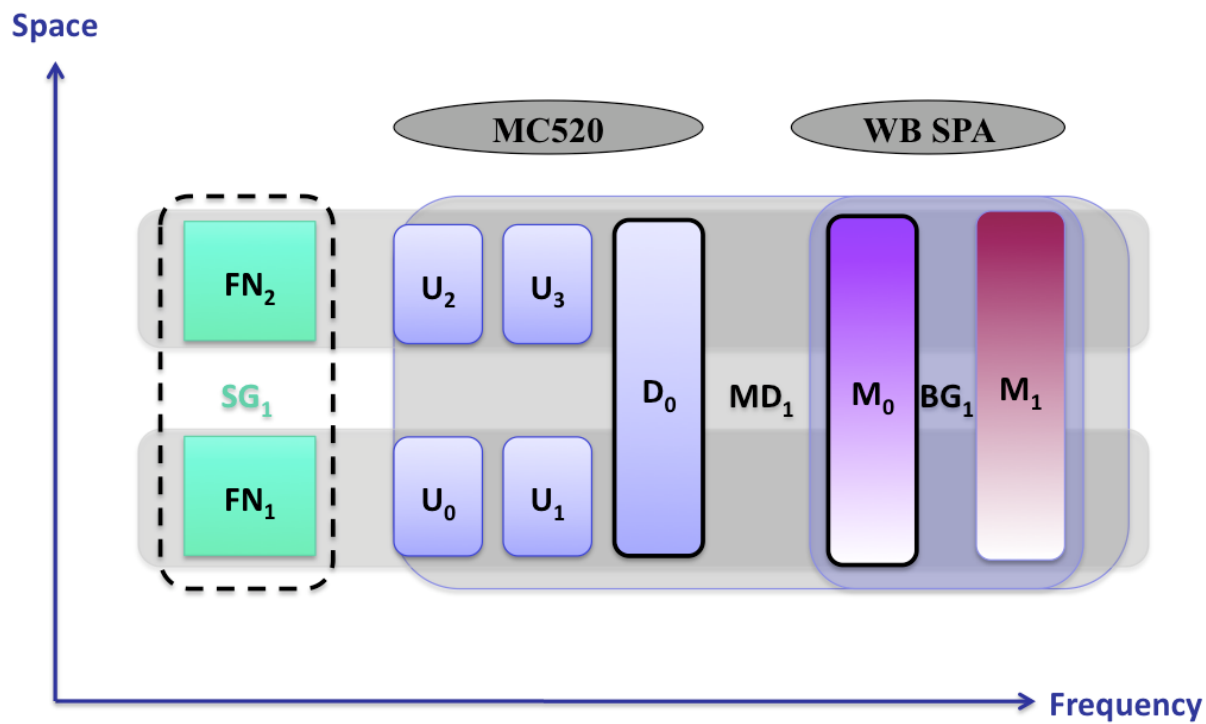 Space
MC520
WB SPA
FN₂
U₂
U₃
SG₁
D₀
MD₁
M₀
BG₁
M₁
FN₁
U₀
U₁
Frequency